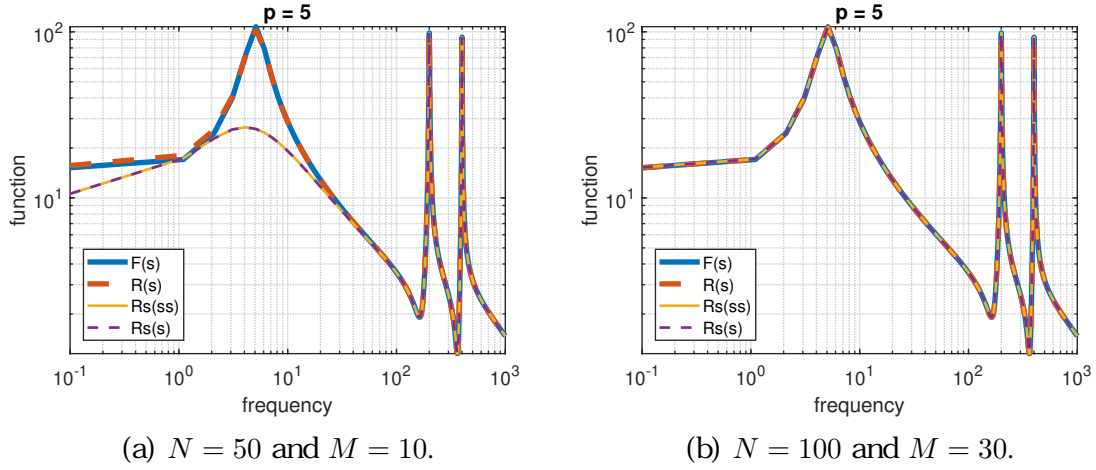 p = 5
10^2
10^1
function
F(s)
R(s)
Rs(ss)
Rs(s)
10^-1 10^0 10^1 10^2 10^3
frequency
(a) N = 50 and M = 10.
p = 5
10^2
10^1
function
F(s)
R(s)
Rs(ss)
Rs(s)
10^-1 10^0 10^1 10^2 10^3
frequency
(b) N = 100 and M = 30.